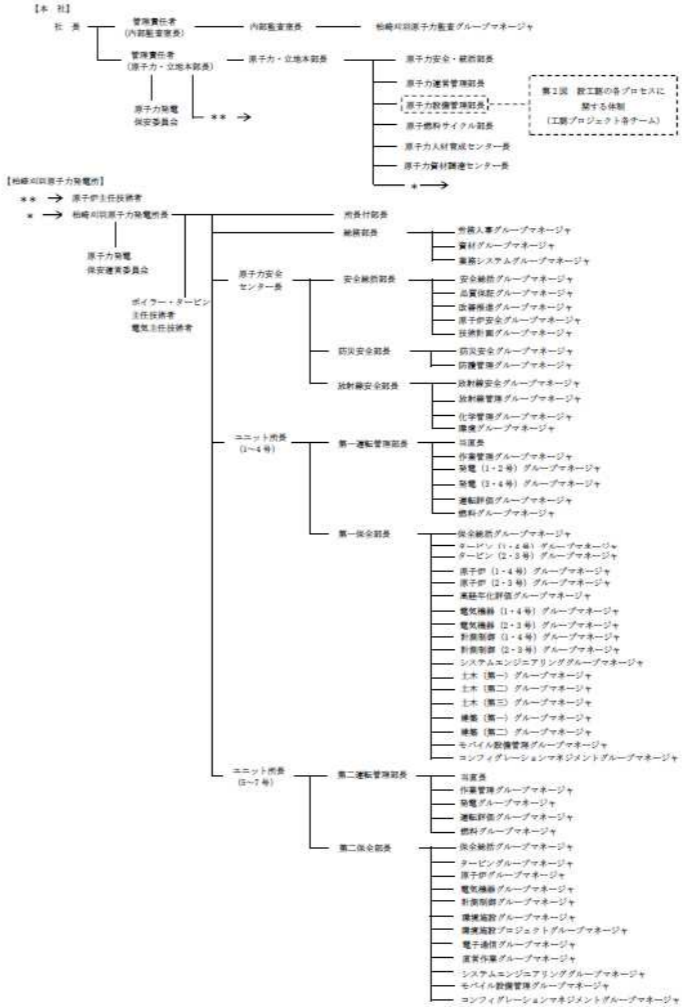 【本 社】
社 長
管理責任者
(内部監査室長)
内部監査室長
柏崎刈羽原子力監査グループマネージャ
管理責任者
(原子力・立地本部長)
原子力・立地本部長
原子力安全・統括部長
原子力運営管理部長
原子力設備管理部長
第2図 設工認の各プロセスに
関する体制
(工認プロジェクト各チーム)
原子力発電
保安委員会
**
原子燃料サイクル部長
原子力人材育成センター長
原子力資材調達センター長
*
【柏崎刈羽原子力発電所】
** 原子炉主任技術者
* 柏崎刈羽原子力発電所長
原子力発電
保安運営委員会
ボイラー・タービン
主任技術者
電気主任技術者
所長付部長
総務部長
労務人事グループマネージャ
資材グループマネージャ
業務システムグループマネージャ
原子力安全
センター長
安全総括部長
安全総括グループマネージャ
品質保証グループマネージャ
改善推進グループマネージャ
原子炉安全グループマネージャ
技術計画グループマネージャ
防災安全部長
防災安全グループマネージャ
防護管理グループマネージャ
放射線安全部長
放射線安全グループマネージャ
放射線管理グループマネージャ
化学管理グループマネージャ
環境グループマネージャ
ユニット所長
(1～4号)
第一運転管理部長
当直長
作業管理グループマネージャ
発電(1・2号)グループマネージャ
発電(3・4号)グループマネージャ
運転評価グループマネージャ
燃料グループマネージャ
第一保全部長
保全総括グループマネージャ
タービン(1・4号)グループマネージャ
タービン(2・3号)グループマネージャ
原子炉(1・4号)グループマネージャ
原子炉(2・3号)グループマネージャ
高経年化評価グループマネージャ
電気機器(1・4号)グループマネージャ
電気機器(2・3号)グループマネージャ
計測制御(1・4号)グループマネージャ
計測制御(2・3号)グループマネージャ
システムエンジニアリンググループマネージャ
土木(第一)グループマネージャ
土木(第二)グループマネージャ
土木(第三)グループマネージャ
建築(第一)グループマネージャ
建築(第二)グループマネージャ
モバイル設備管理グループマネージャ
コンフィグレーションマネジメントグループマネージャ
ユニット所長
(5～7号)
第二運転管理部長
当直長
作業管理グループマネージャ
発電グループマネージャ
運転評価グループマネージャ
燃料グループマネージャ
第二保全部長
保全総括グループマネージャ
タービングループマネージャ
原子炉グループマネージャ
電気機器グループマネージャ
計測制御グループマネージャ
環境施設グループマネージャ
環境施設プロジェクトグループマネージャ
電子通信グループマネージャ
直営作業グループマネージャ
システムエンジニアリンググループマネージャ
モバイル設備管理グループマネージャ
コンフィグレーションマネジメントグループマネージャ